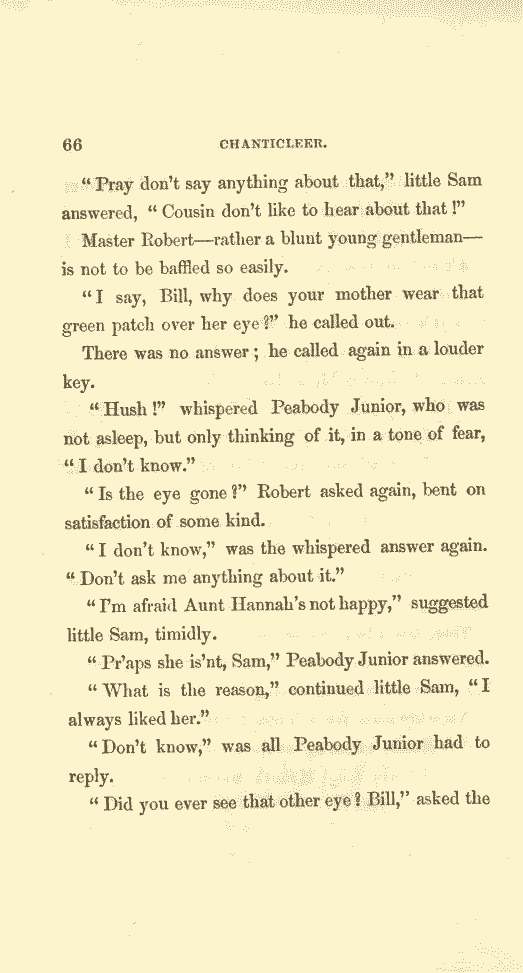 66 CHANTICLEER.
“Pray don't say anything about that,” little Sam
answered, “Cousin don't like to hear about that!”
Master Robert—rather a blunt young gentleman—
is not to be baffled so easily.
“I say, Bill, why does your mother wear that
green patch over her eye?” he called out.
There was no answer; he called again in a louder
key.
“Hush!” whispered Peabody Junior, who was
not asleep, but only thinking of it, in a tone of fear,
“I don't know.”
“Is the eye gone?” Robert asked again, bent on
satisfaction of some kind.
“I don't know,” was the whispered answer again.
“Don't ask me anything about it.”
“I'm afraid Aunt Hannah's not happy,” suggested
little Sam, timidly.
“Pr'aps she is'nt, Sam,” Peabody Junior answered.
“What is the reason,” continued little Sam, “I
always liked her.”
“Don't know,” was all Peabody Junior had to
reply.
“Did you ever see that other eye? Bill,” asked the